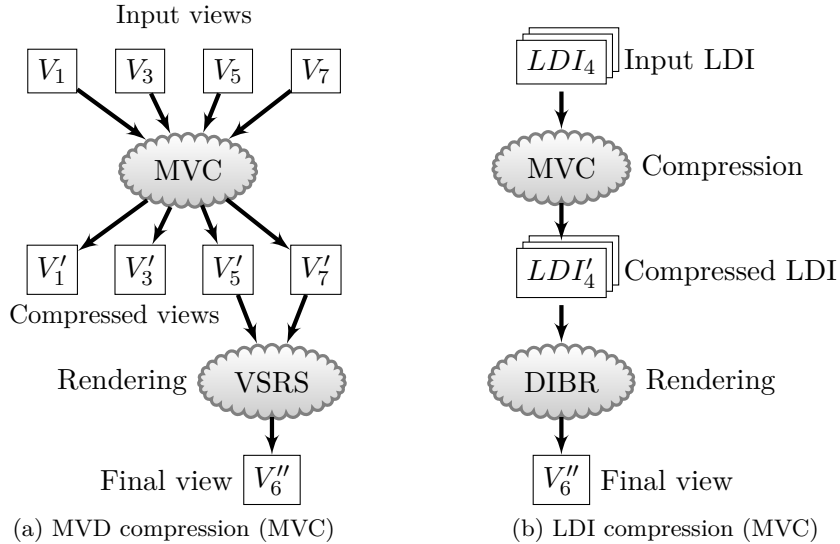 Input views
V₁ V₃ V₅ V₇
MVC
V′₁ V′₃ V′₅ V′₇
Compressed views
Rendering VSRS
Final view V″₆
(a) MVD compression (MVC)
LDI₄ Input LDI
MVC Compression
LDI′₄ Compressed LDI
DIBR Rendering
V″₆ Final view
(b) LDI compression (MVC)